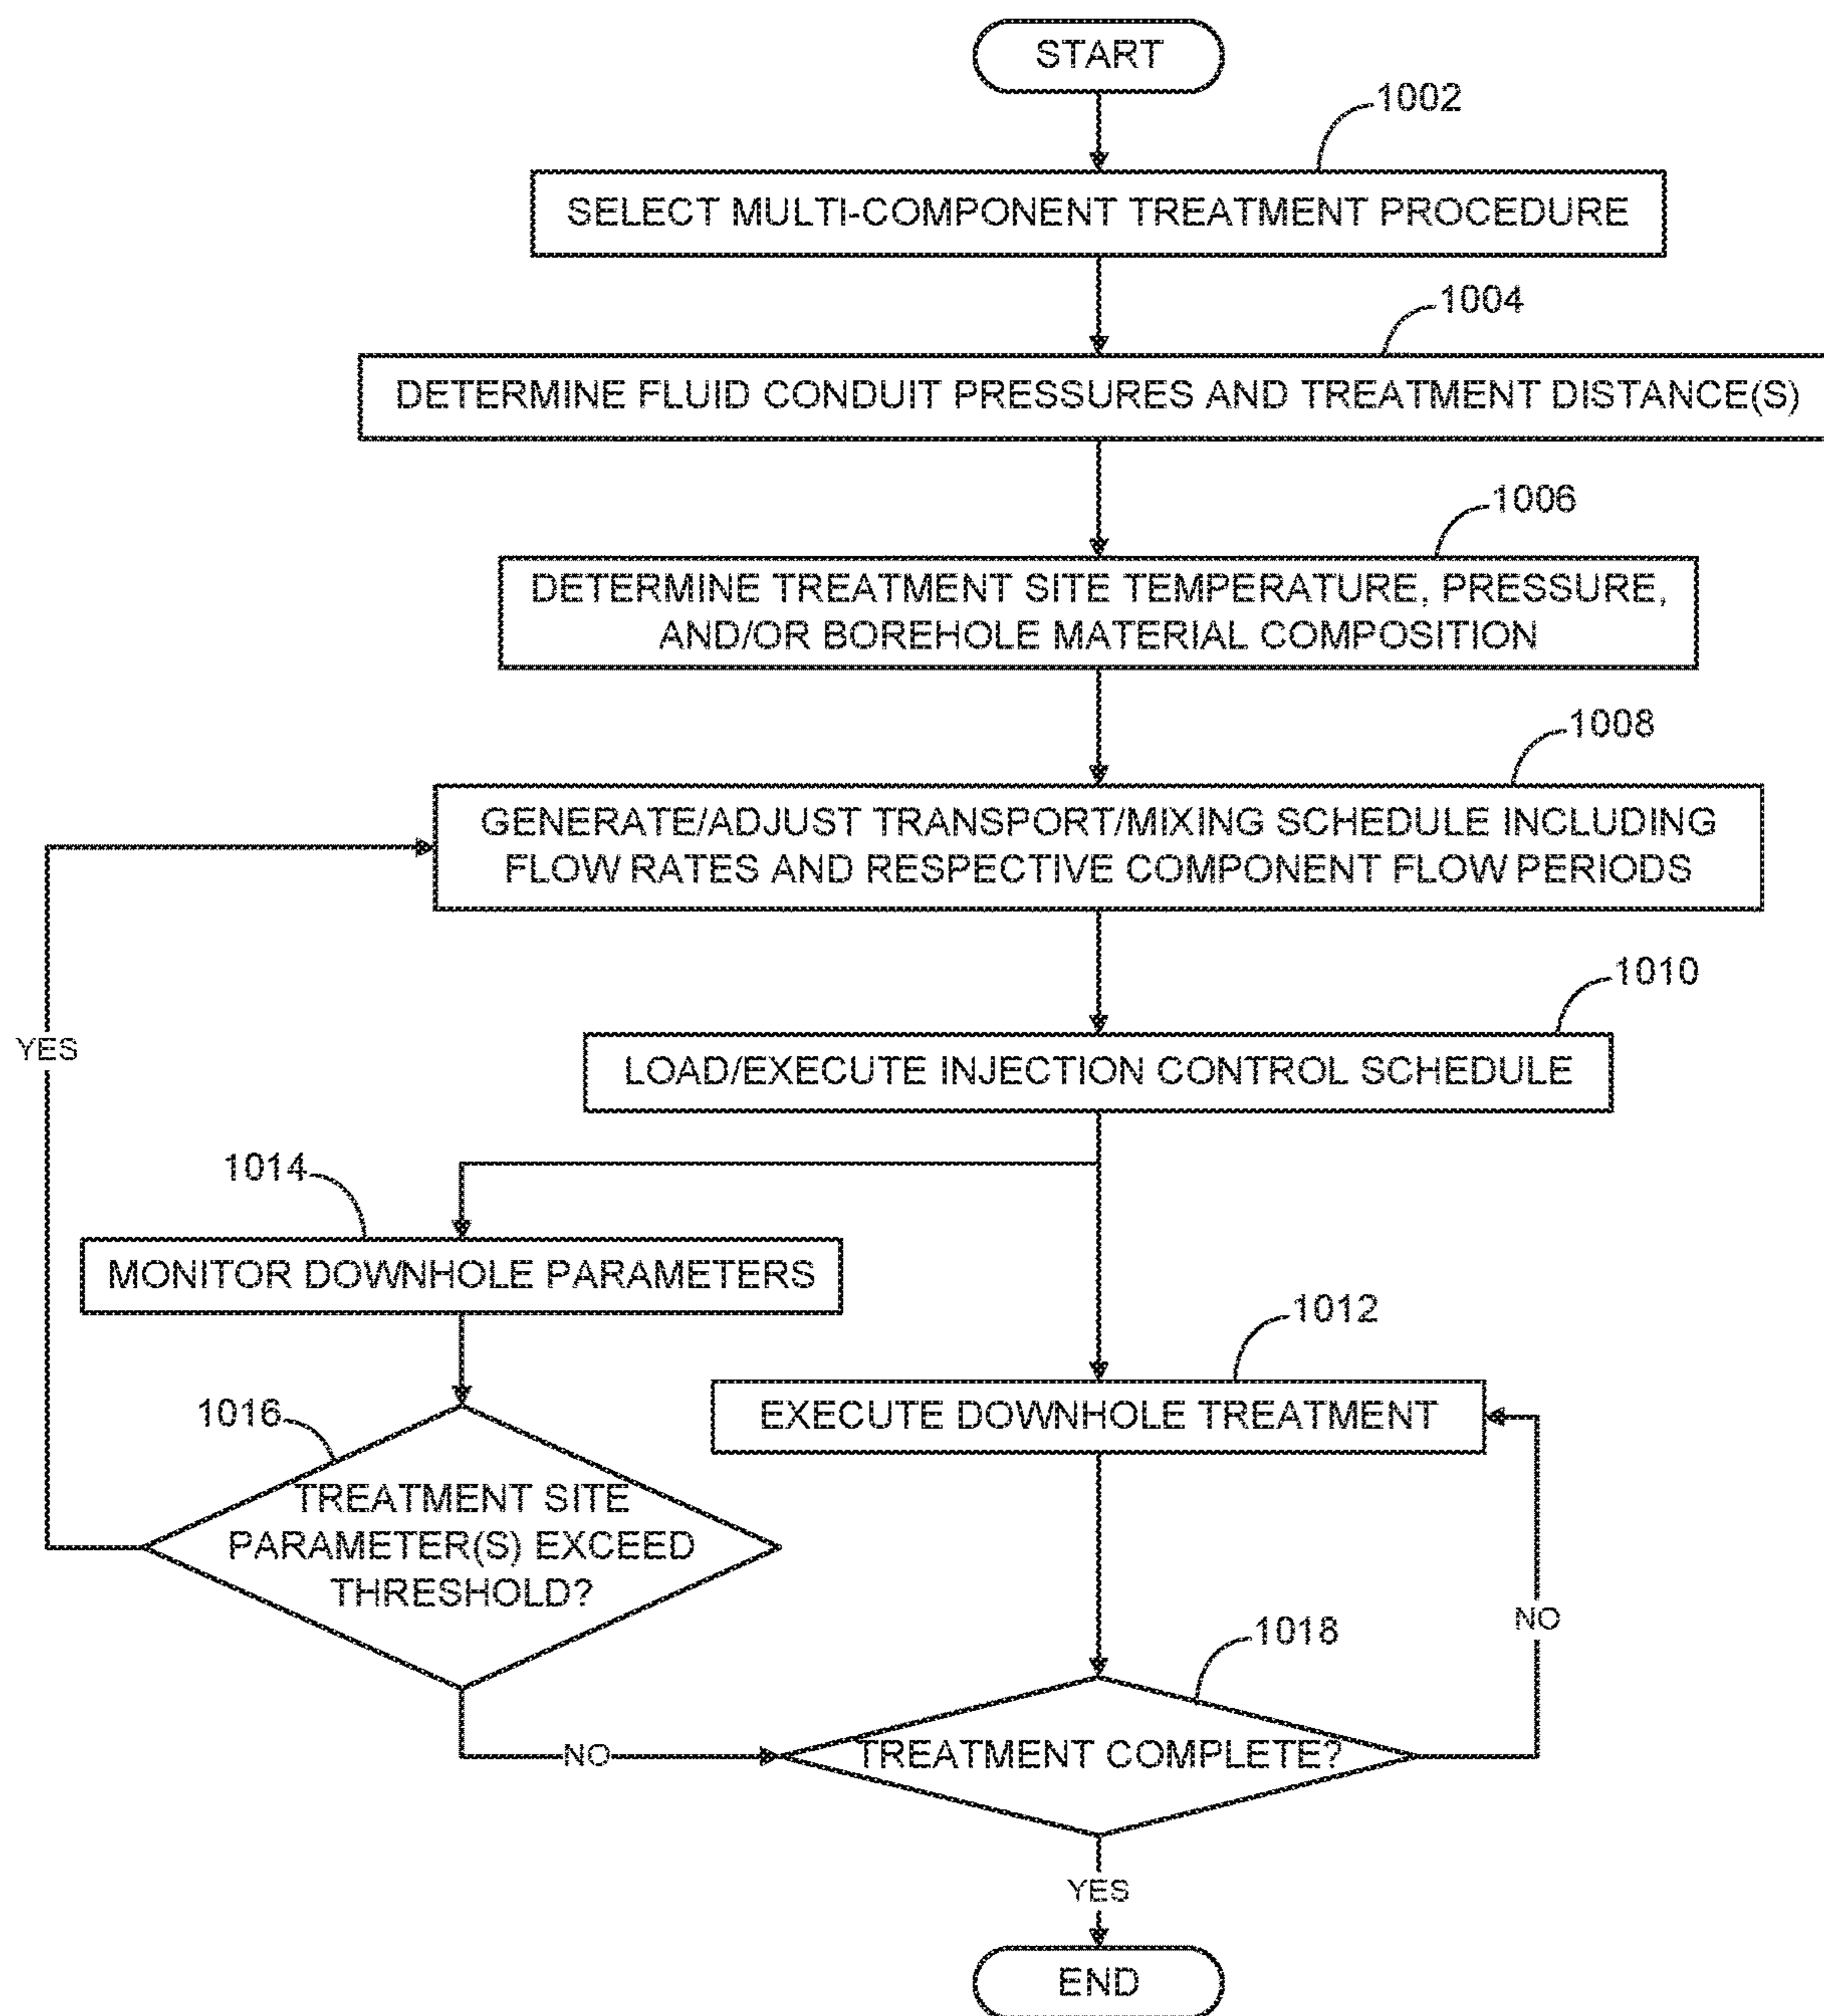 START
1002
SELECT MULTI-COMPONENT TREATMENT PROCEDURE
1004
DETERMINE FLUID CONDUIT PRESSURES AND TREATMENT DISTANCE(S)
1006
DETERMINE TREATMENT SITE TEMPERATURE, PRESSURE,
AND/OR BOREHOLE MATERIAL COMPOSITION
1008
GENERATE/ADJUST TRANSPORT/MIXING SCHEDULE INCLUDING
FLOW RATES AND RESPECTIVE COMPONENT FLOW PERIODS
1010
YES
LOAD/EXECUTE INJECTION CONTROL SCHEDULE
1014
MONITOR DOWNHOLE PARAMETERS
1012
EXECUTE DOWNHOLE TREATMENT
1016
TREATMENT SITE
PARAMETER(S) EXCEED
THRESHOLD?
NO
1018
NO
TREATMENT COMPLETE?
YES
END